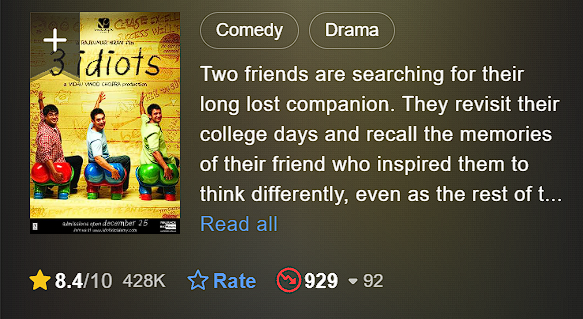 Comedy
Drama
3 idiots
A VIDHU VINOD CHOPRA production
admissions open december 25
Two friends are searching for their
long lost companion. They revisit their
college days and recall the memories
of their friend who inspired them to
think differently, even as the rest of t...
Read all
8.4/10 428K
Rate
929
92